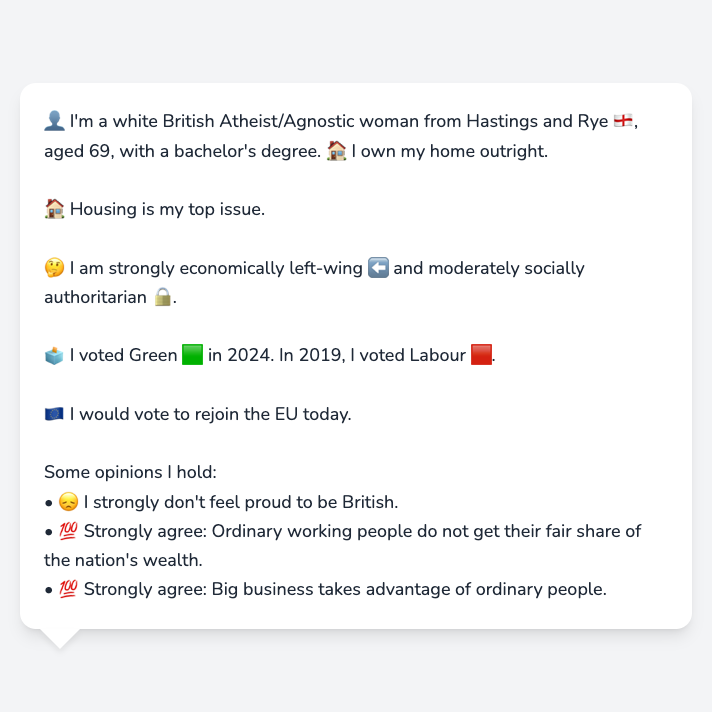 👤 I'm a white British Atheist/Agnostic woman from Hastings and Rye 🏴󠁧󠁢󠁥󠁮󠁧󠁿,
aged 69, with a bachelor's degree. 🏠 I own my home outright.
🏠 Housing is my top issue.
🤔 I am strongly economically left-wing ⬅️ and moderately socially
authoritarian 🔒.
🗳️ I voted Green 🟩 in 2024. In 2019, I voted Labour 🟥.
🇪🇺 I would vote to rejoin the EU today.
Some opinions I hold:
• 😞 I strongly don't feel proud to be British.
• 💯 Strongly agree: Ordinary working people do not get their fair share of
the nation's wealth.
• 💯 Strongly agree: Big business takes advantage of ordinary people.